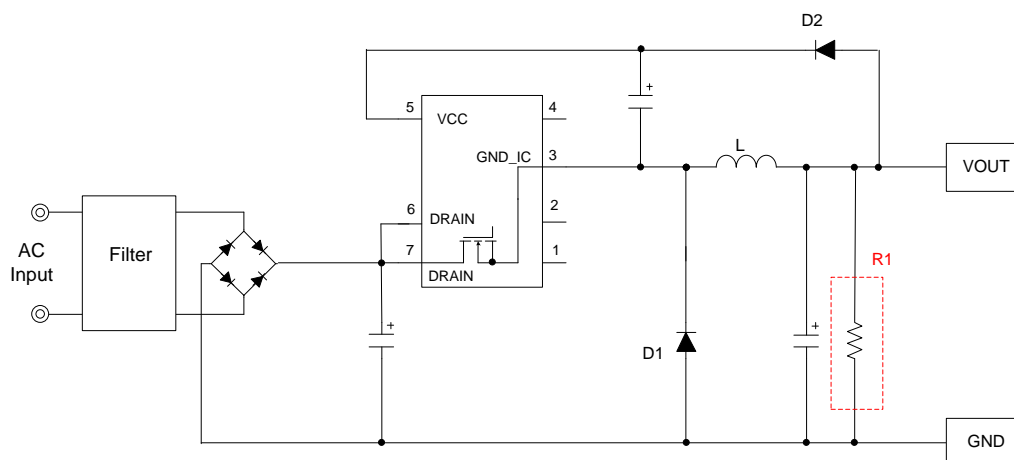 D2
+
5
4
VCC
GND_IC
3
L
VOUT
6
2
AC
Input
Filter
DRAIN
7
1
DRAIN
R1
+
+
D1
GND